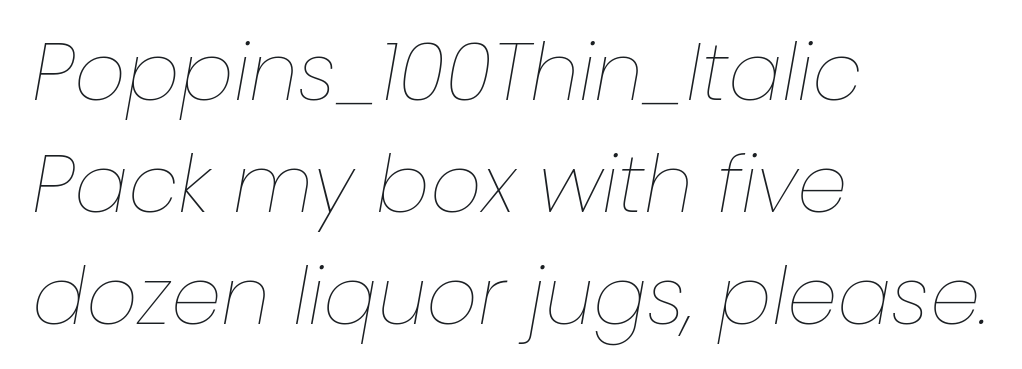 Poppins_100Thin_Italic
Pack my box with five
dozen liquor jugs, please.